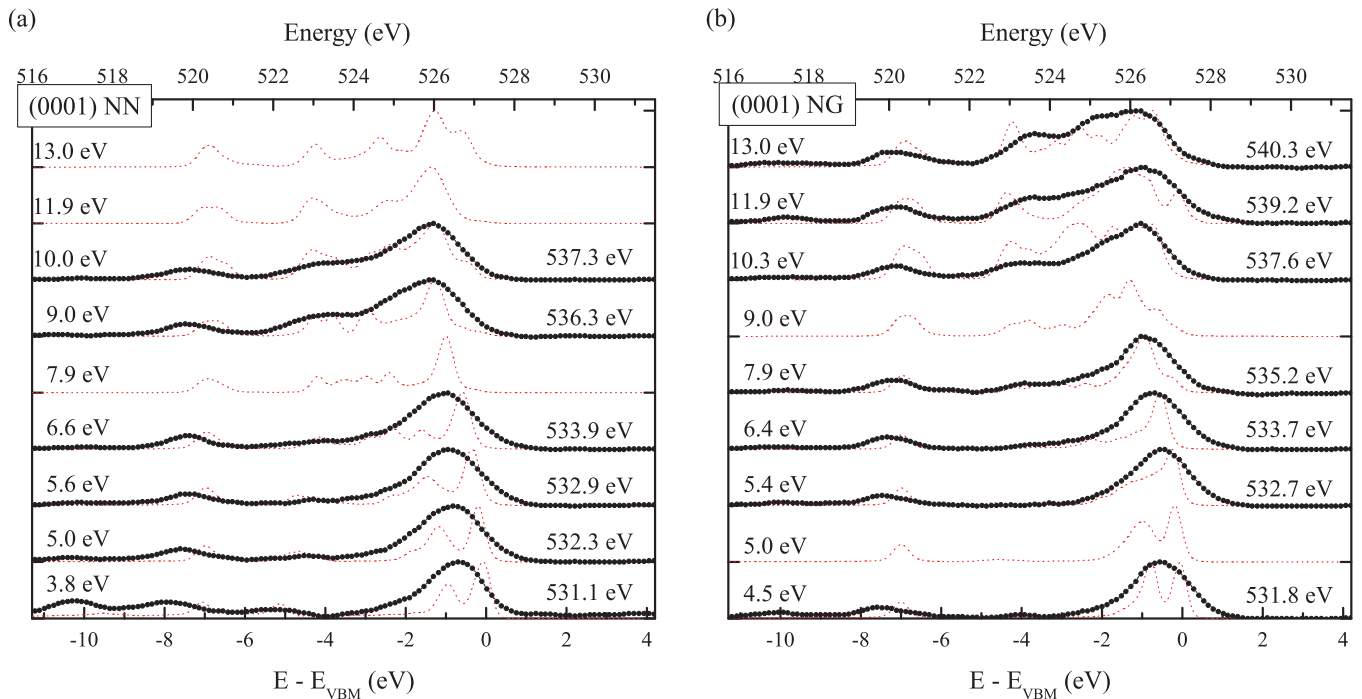 (a)
Energy (eV)
516 518 520 522 524 526 528 530
(0001) NN
13.0 eV
11.9 eV
10.0 eV 537.3 eV
9.0 eV 536.3 eV
7.9 eV
6.6 eV 533.9 eV
5.6 eV 532.9 eV
5.0 eV 532.3 eV
3.8 eV 531.1 eV
-10 -8 -6 -4 -2 0 2 4
E - E_VBM (eV)
(b)
Energy (eV)
516 518 520 522 524 526 528 530
(0001) NG
13.0 eV 540.3 eV
11.9 eV 539.2 eV
10.3 eV 537.6 eV
9.0 eV
7.9 eV 535.2 eV
6.4 eV 533.7 eV
5.4 eV 532.7 eV
5.0 eV
4.5 eV 531.8 eV
-10 -8 -6 -4 -2 0 2 4
E - E_VBM (eV)